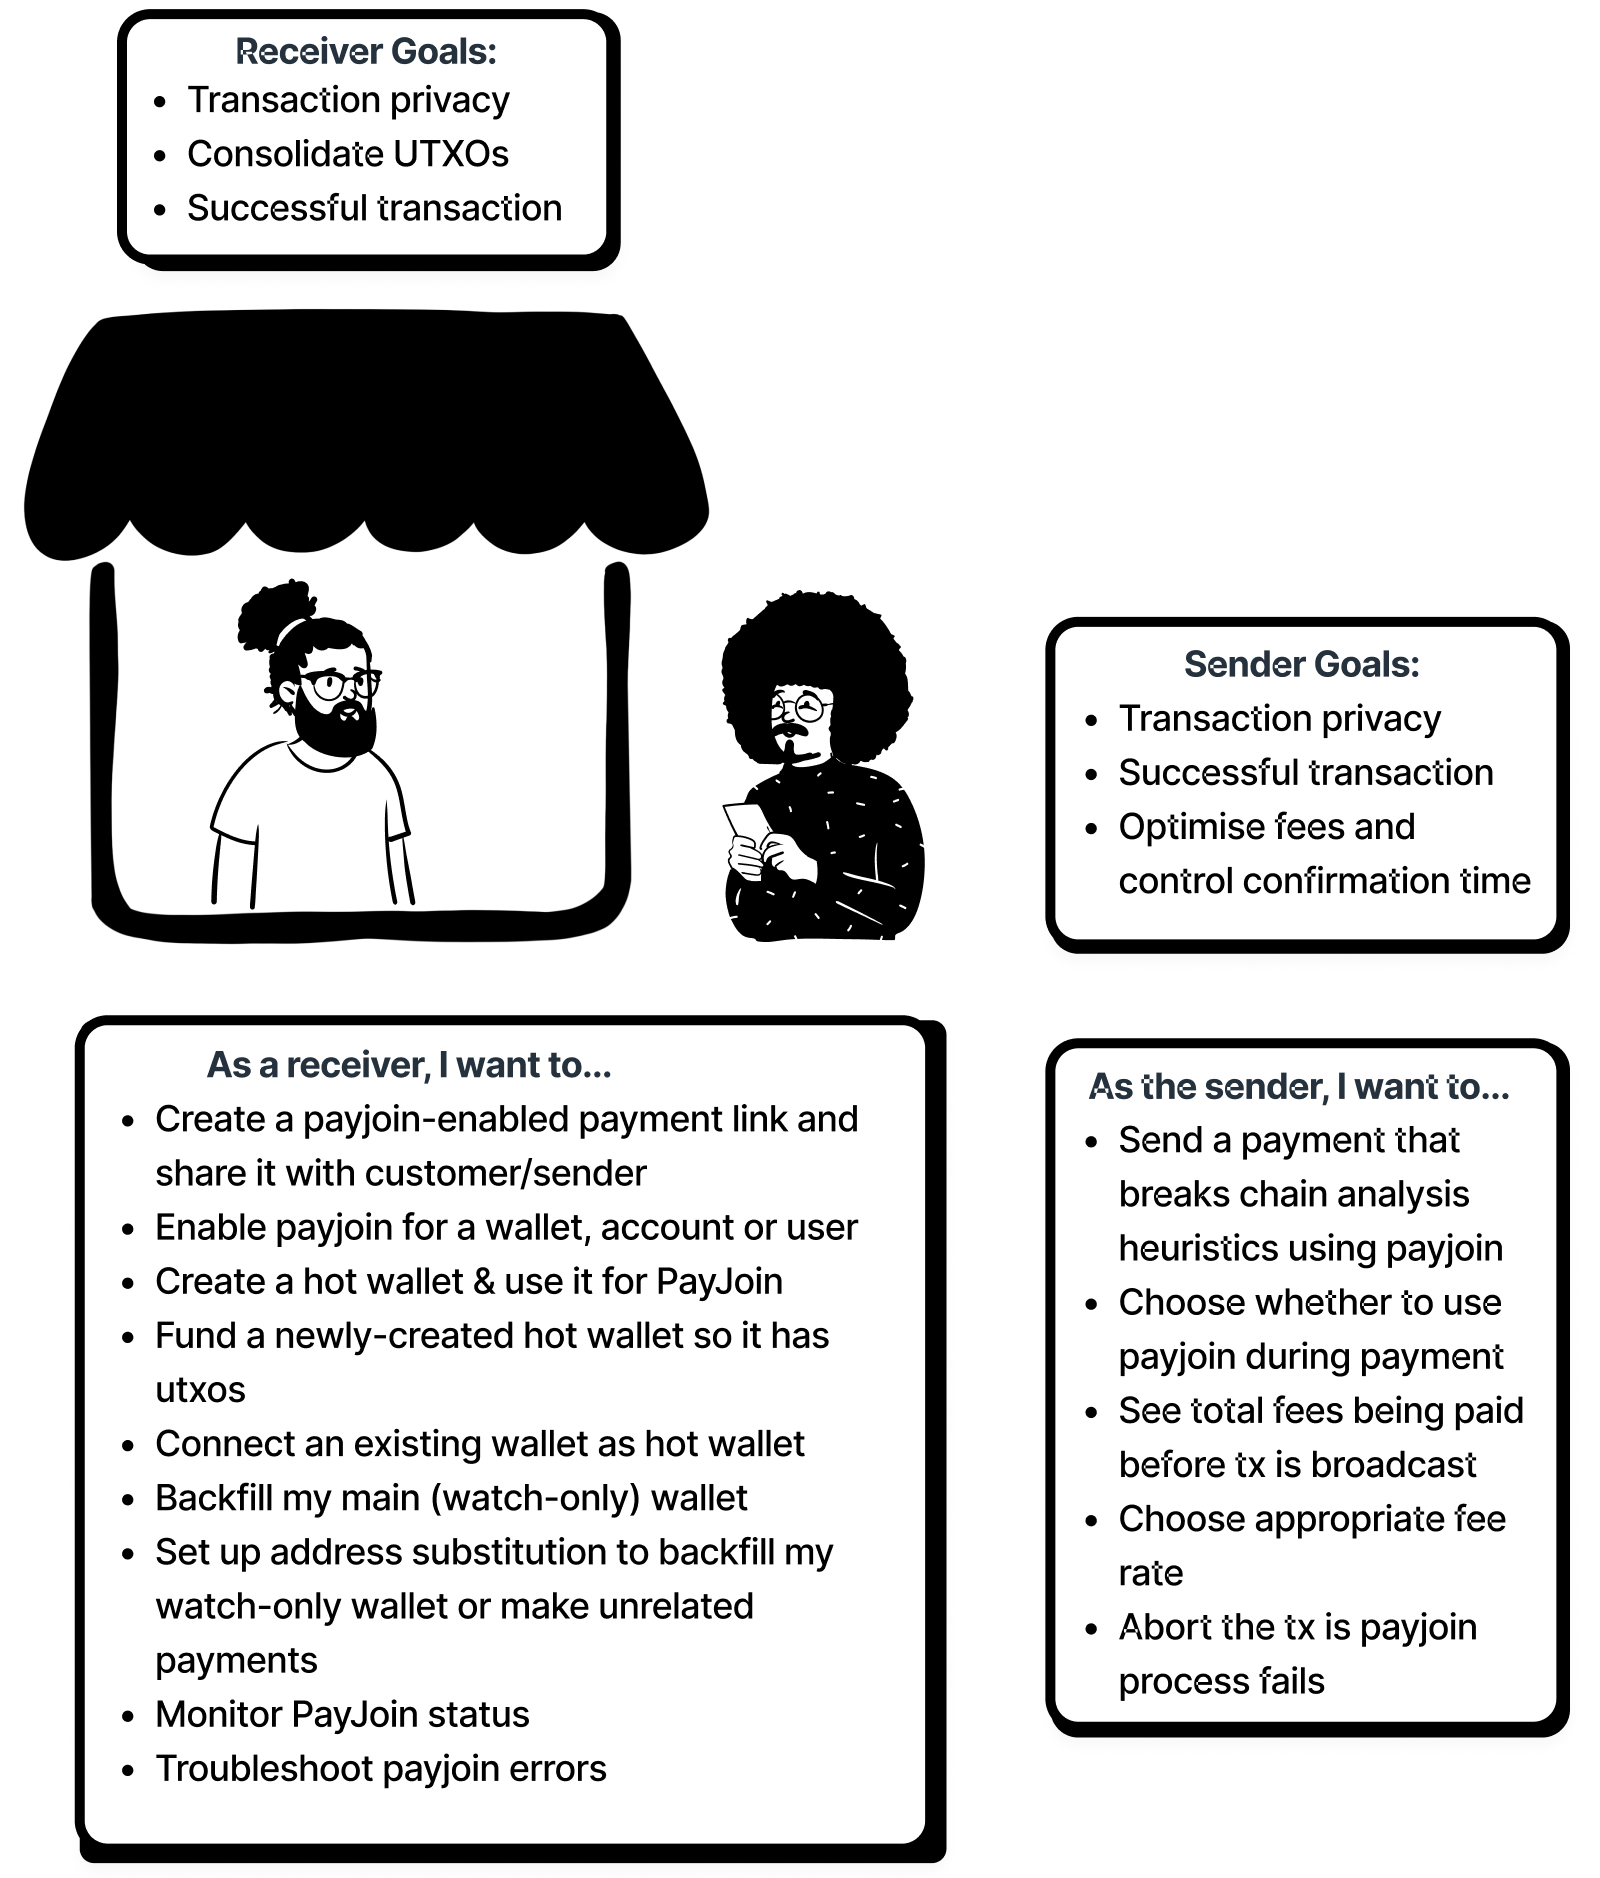 Receiver Goals:
• Transaction privacy
• Consolidate UTXOs
• Successful transaction
Sender Goals:
• Transaction privacy
• Successful transaction
• Optimise fees and
control confirmation time
As a receiver, I want to...
• Create a payjoin-enabled payment link and
share it with customer/sender
• Enable payjoin for a wallet, account or user
• Create a hot wallet & use it for PayJoin
• Fund a newly-created hot wallet so it has
utxos
• Connect an existing wallet as hot wallet
• Backfill my main (watch-only) wallet
• Set up address substitution to backfill my
watch-only wallet or make unrelated
payments
• Monitor PayJoin status
• Troubleshoot payjoin errors
As the sender, I want to...
• Send a payment that
breaks chain analysis
heuristics using payjoin
• Choose whether to use
payjoin during payment
• See total fees being paid
before tx is broadcast
• Choose appropriate fee
rate
• Abort the tx is payjoin
process fails